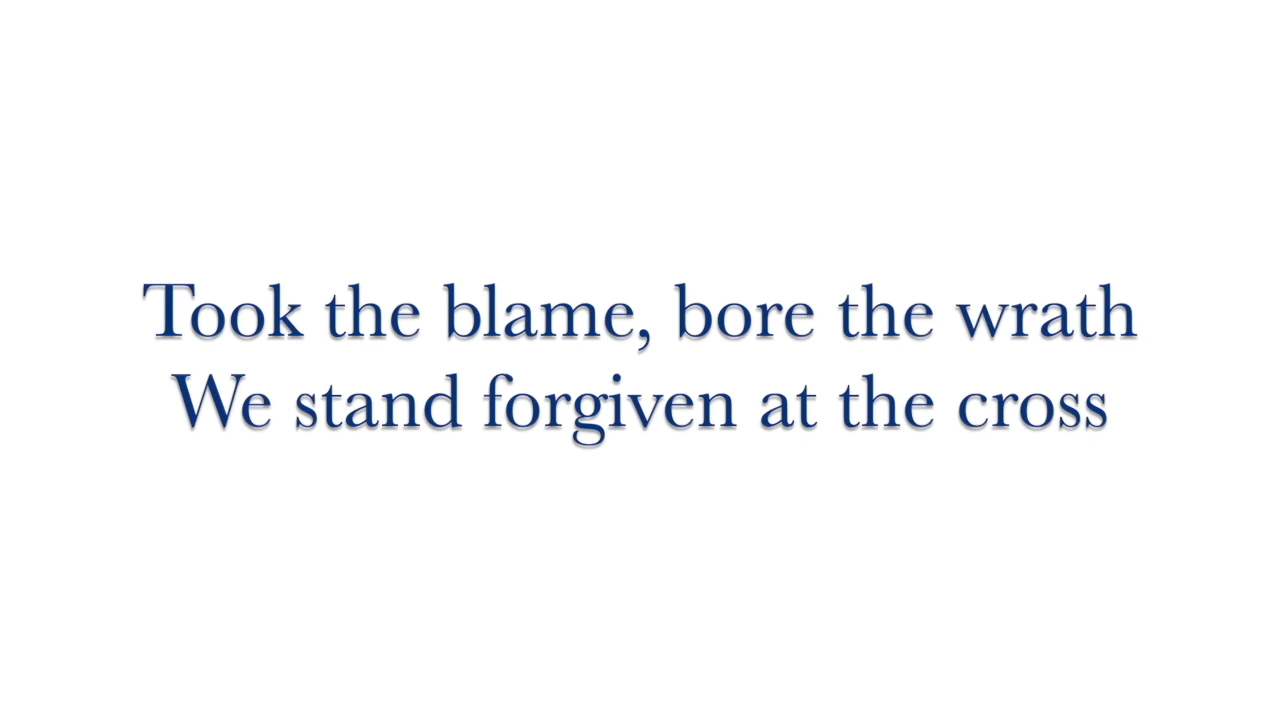 Took the blame, bore the wrath
We stand forgiven at the cross